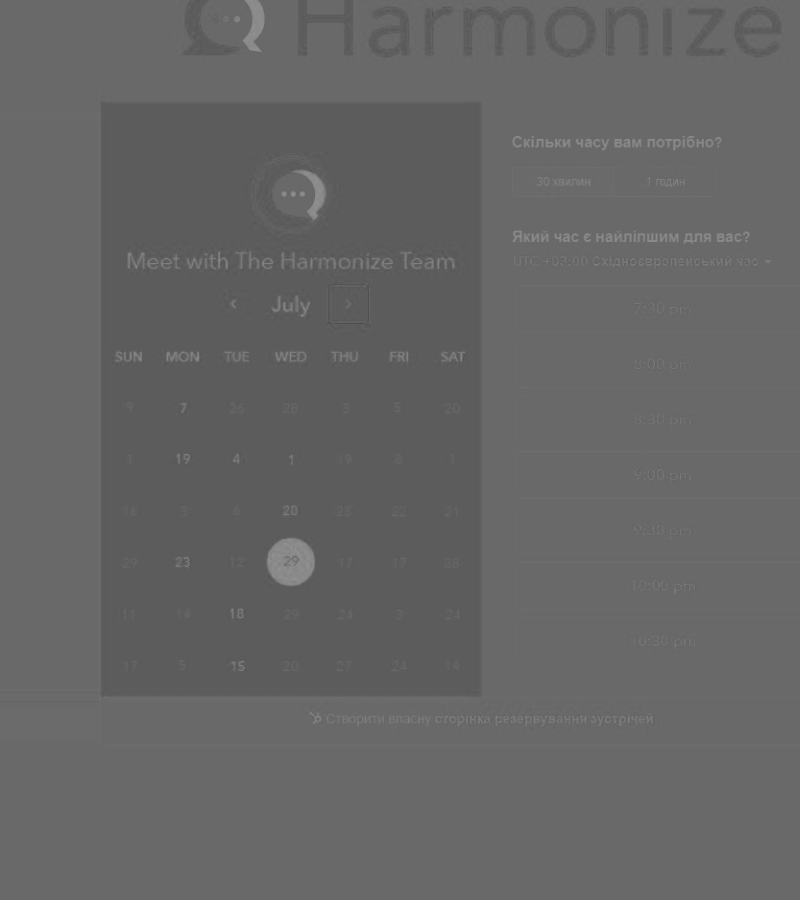 Harmonize
Meet with The Harmonize Team
July
SUN MON TUE WED THU FRI SAT
9 7 26 28 3 5 20
1 19 4 1 19 8 1
16 3 6 20 25 22 21
29 23 12 29 17 17 28
11 14 18 29 24 3 24
17 5 15 20 27 24 14
Скільки часу вам потрібно?
30 хвилин 1 годин
Який час є найліпшим для вас?
UTC +03:00 Східноєвропейський час
7:30 pm
8:00 pm
8:30 pm
9:00 pm
9:30 pm
10:00 pm
10:30 pm
Створити власну сторінка резервування зустрічей